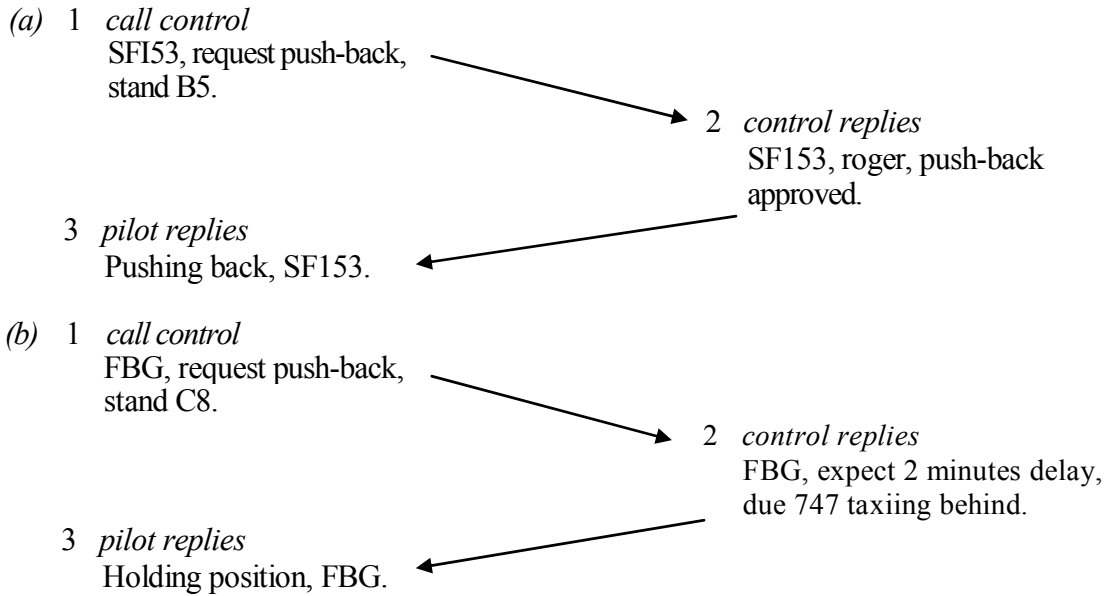 (a) 1 call control
SFI53, request push-back,
stand B5.
2 control replies
SF153, roger, push-back
approved.
3 pilot replies
Pushing back, SF153.
(b) 1 call control
FBG, request push-back,
stand C8.
2 control replies
FBG, expect 2 minutes delay,
due 747 taxiing behind.
3 pilot replies
Holding position, FBG.